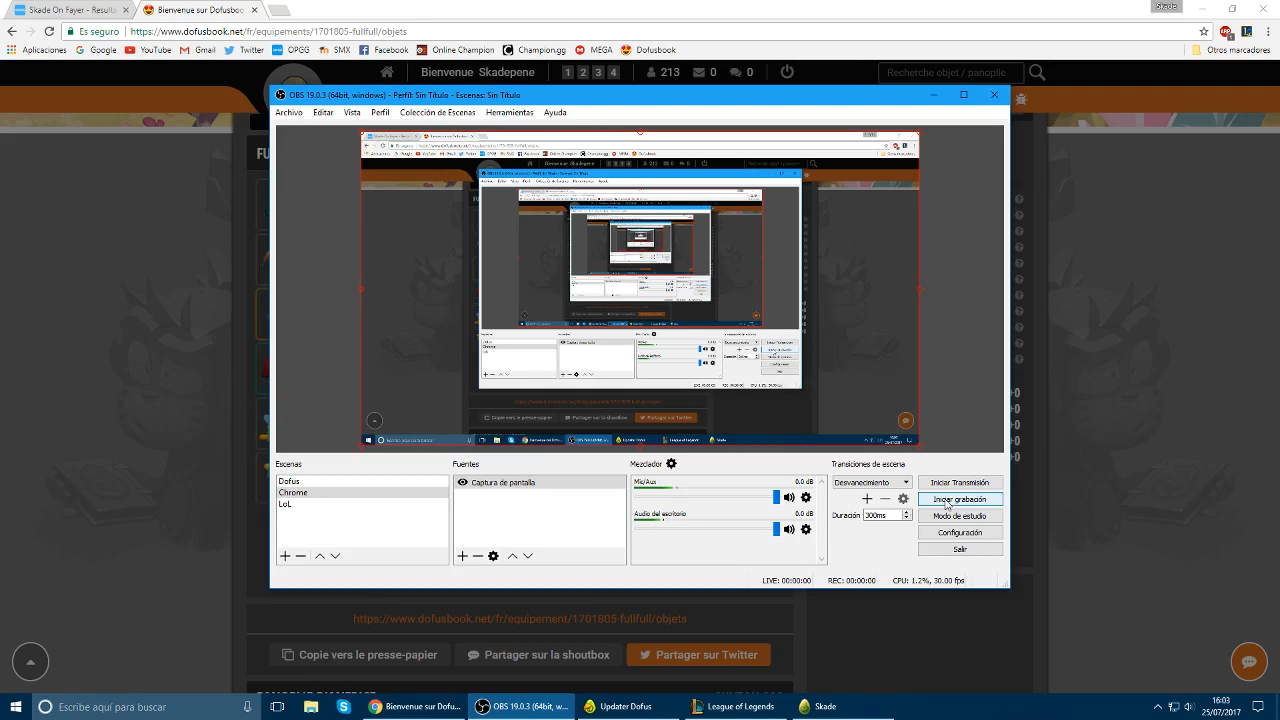 Skade
Skade On Fayer - Resulta
Bienvenue sur Dofusboo
Es seguro
https://www.dofusbook.net/fr/equipements/1701805-fullfull/objets
Aplicaciones
Google
YouTube
Gmail
Twitter
OPGG
SMX
Facebook
Online Champion
Champion.gg
MEGA
Dofusbook
Otros marcadores
Bienvenue Skadepene
1 2 3 4
213
0
0
Recherche objet / panoplie
OBS 19.0.3 (64bit, windows) - Perfil: Sin Título - Escenas: Sin Título
Archivo Editar Vista Perfil Colección de Escenas Herramientas Ayuda
Escenas
Dofus
Chrome
LoL
Fuentes
Captura de pantalla
Mezclador
Mic/Aux
0.0 dB
Audio del escritorio
0.0 dB
Transiciones de escena
Desvanecimiento
Duración 300ms
Iniciar Transmisión
Iniciar grabación
Modo de estudio
Configuración
Salir
LIVE: 00:00:00
REC: 00:00:00
CPU: 1.2%, 30.00 fps
https://www.dofusbook.net/fr/equipement/1701805-fullfull/objets
Copie vers le presse-papier
Partager sur la shoutbox
Partager sur Twitter
Escribe aquí para buscar
Bienvenue sur Dofu...
OBS 19.0.3 (64bit, wi...
Updater Dofus
League of Legends
Skade
16:03
25/07/2017